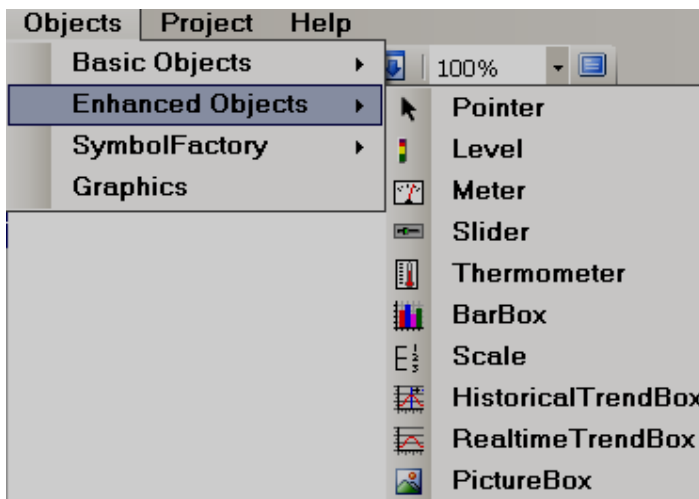 Objects Project Help
Basic Objects
100%
Enhanced Objects
Pointer
SymbolFactory
Level
Graphics
Meter
Slider
Thermometer
BarBox
Scale
HistoricalTrendBox
RealtimeTrendBox
PictureBox